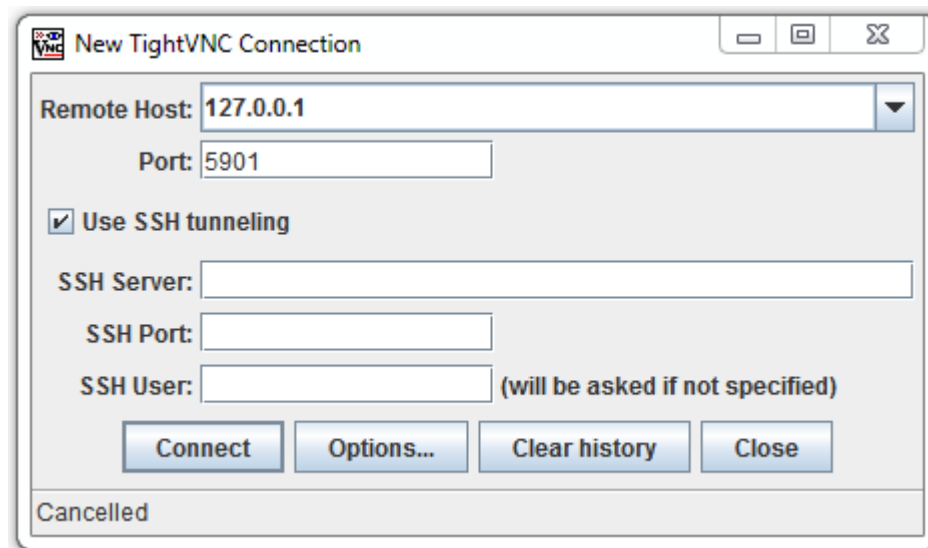 New TightVNC Connection
Remote Host: 127.0.0.1
Port: 5901
Use SSH tunneling
SSH Server:
SSH Port:
SSH User: (will be asked if not specified)
Connect Options... Clear history Close
Cancelled